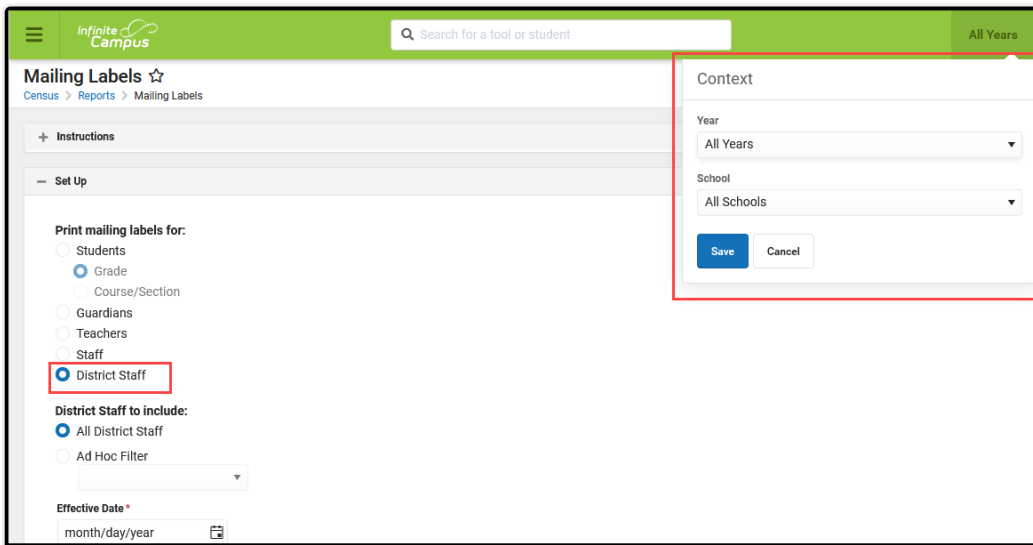 Infinite Campus
Search for a tool or student
All Years
Mailing Labels
Census > Reports > Mailing Labels
Instructions
Set Up
Print mailing labels for:
Students
Grade
Course/Section
Guardians
Teachers
Staff
District Staff
District Staff to include:
All District Staff
Ad Hoc Filter
Effective Date*
month/day/year
Context
Year
All Years
School
All Schools
Save Cancel